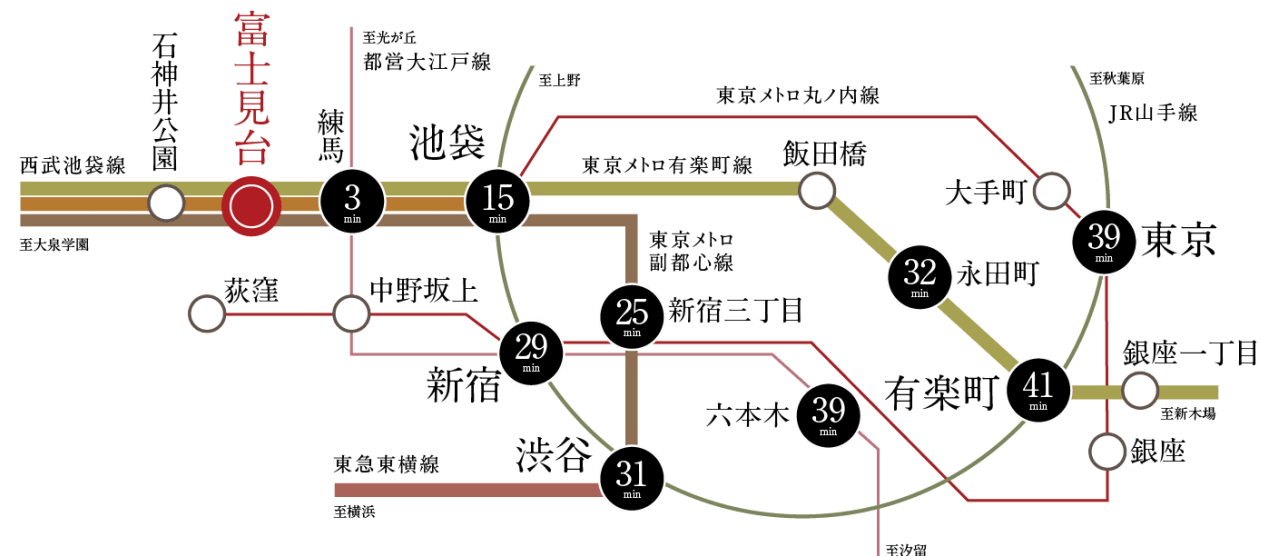 至光が丘
都営大江戸線
富士見台
石神井公園
練馬
池袋
至上野
東京メトロ丸ノ内線
至秋葉原
JR山手線
西武池袋線
東京メトロ有楽町線
飯田橋
大手町
3
min
15
min
39
min
東京
至大泉学園
東京メトロ
副都心線
32
min
永田町
荻窪
中野坂上
25
min
新宿三丁目
29
min
新宿
銀座一丁目
有楽町
41
min
至新木場
六本木
39
min
銀座
渋谷
31
min
東急東横線
至横浜
至汐留